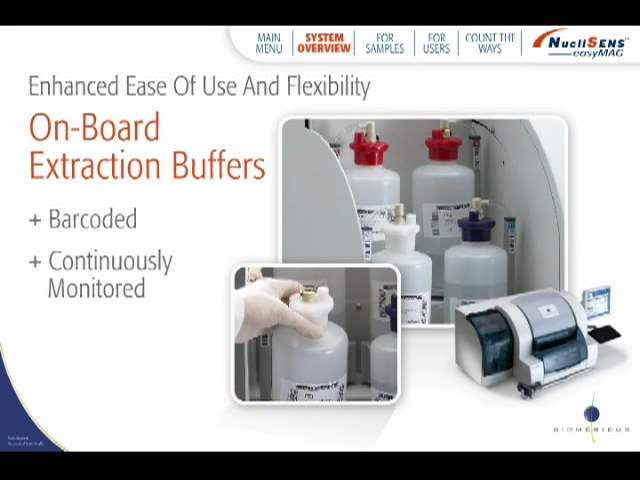 MAIN
MENU
SYSTEM
OVERVIEW
FOR
SAMPLES
FOR
USERS
COUNT THE
WAYS
NucliSENS
easyMAG
Enhanced Ease Of Use And Flexibility
On-Board
Extraction Buffers
+ Barcoded
+ Continuously
Monitored
BIOMÉRIEUX